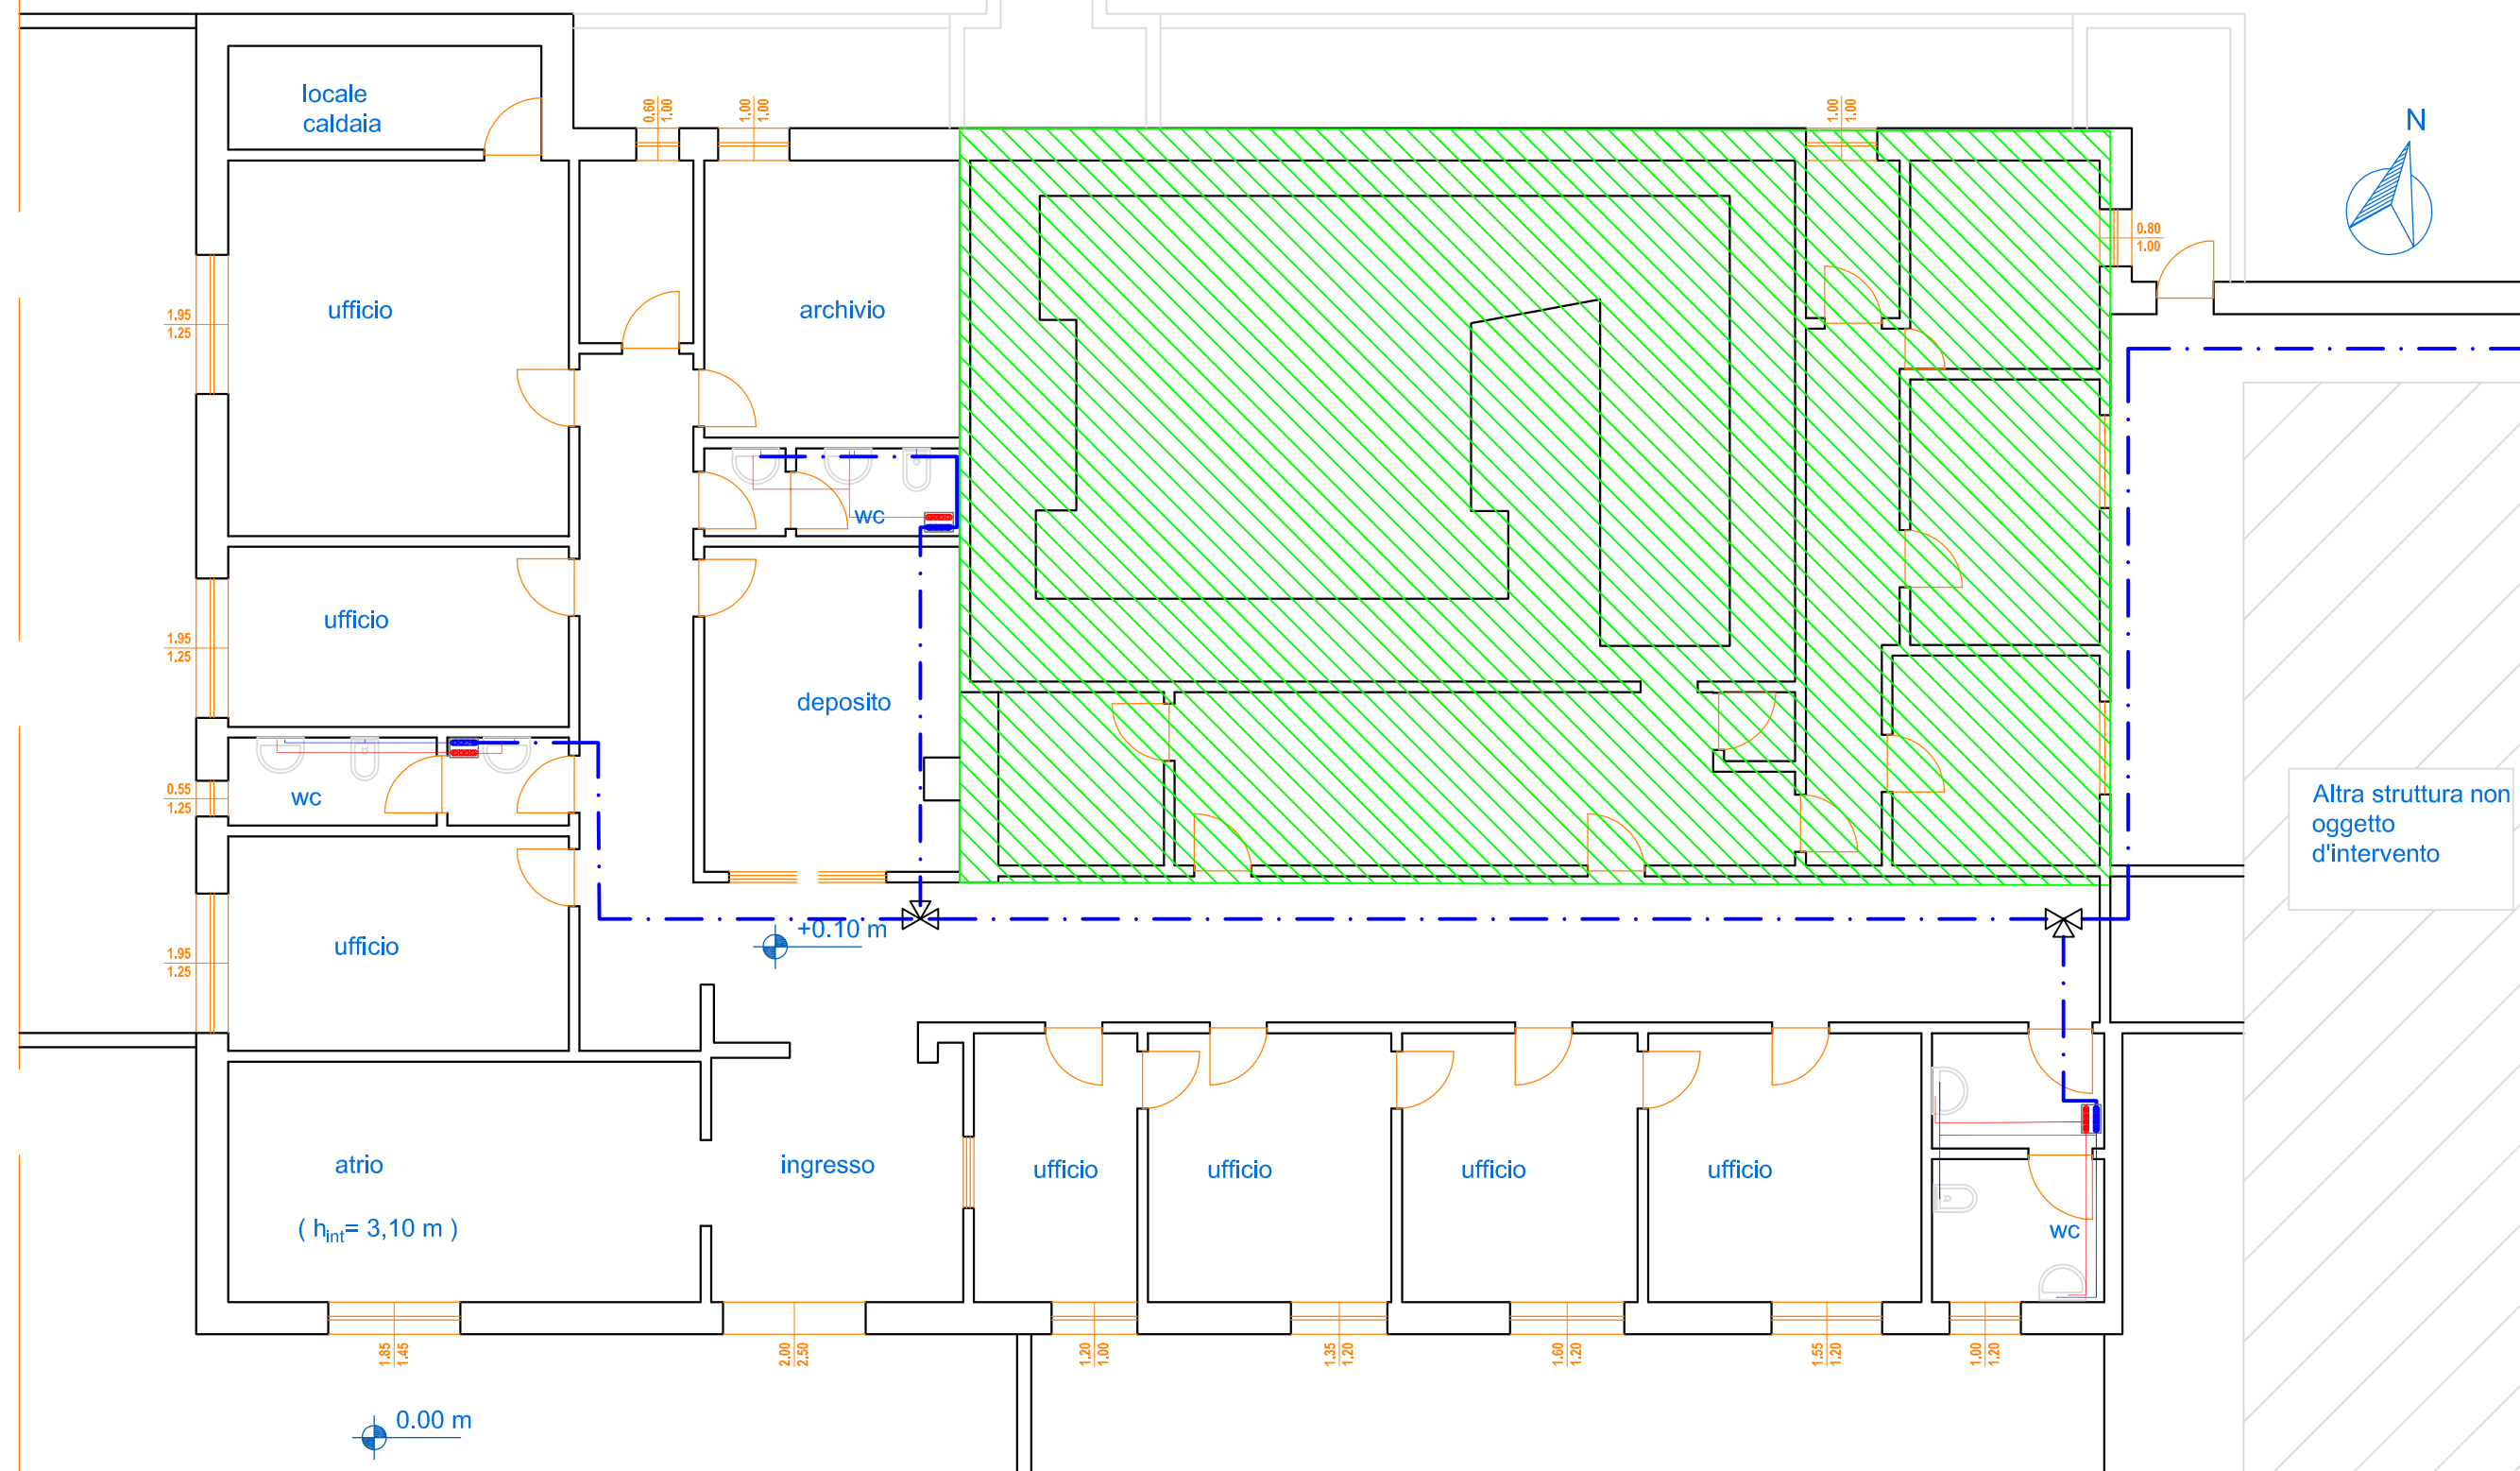 locale
caldaia
0.60
1.00
1.00
1.00
1.00
1.00
N
0.80
1.00
ufficio
archivio
1.95
1.25
wc
ufficio
1.95
1.25
deposito
wc
0.55
1.25
Altra struttura non
oggetto
d'intervento
ufficio
+0.10 m
1.95
1.25
atrio
ingresso
ufficio
ufficio
ufficio
ufficio
( hint= 3,10 m )
wc
1.85
1.45
2.00
2.50
1.20
1.00
1.35
1.20
1.60
1.20
1.55
1.20
1.00
1.20
0.00 m